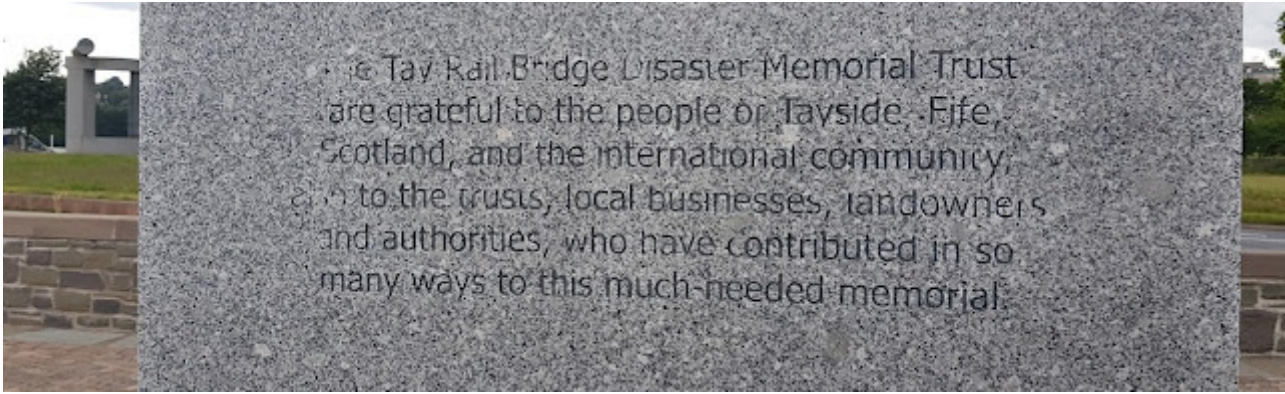 The Tay Rail Bridge Disaster Memorial Trust
are grateful to the people of Tayside, Fife,
Scotland, and the international community,
also to the trusts, local businesses, landowners
and authorities, who have contributed in so
many ways to this much-needed memorial.